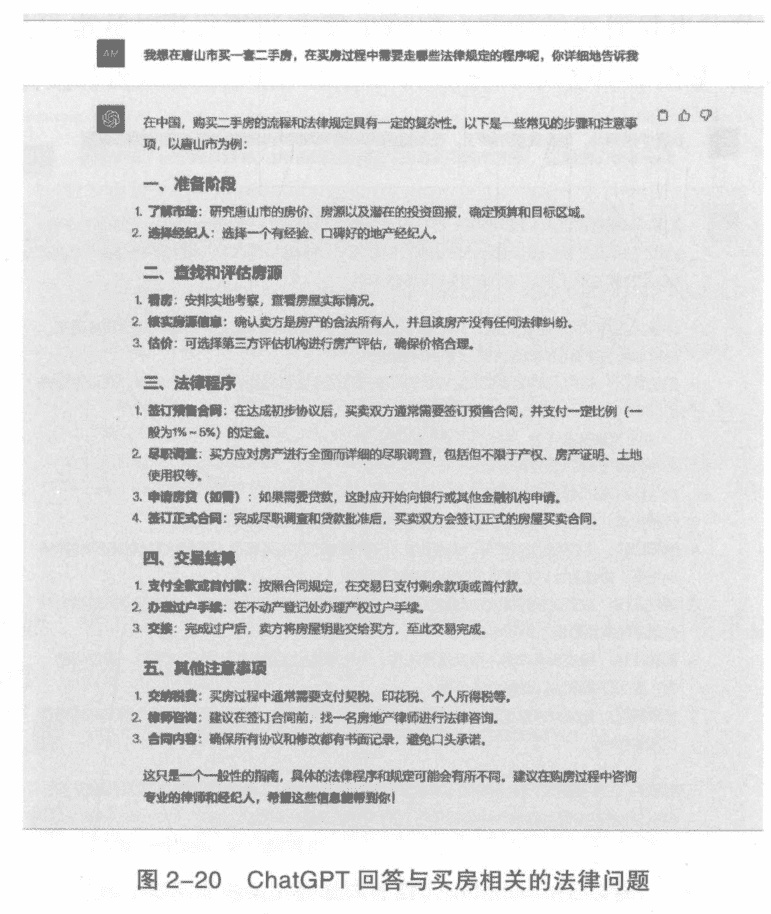 AM
我想在唐山市买一套二手房，在买房过程中需要走哪些法律规定的程序呢，你详细地告诉我
在中国，购买二手房的流程和法律规定具有一定的复杂性。以下是一些常见的步骤和注意事
项，以唐山市为例：
一、准备阶段
1. 了解市场：研究唐山市的房价、房源以及潜在的投资回报，确定预算和目标区域。
2. 选择经纪人：选择一个有经验、口碑好的地产经纪人。
二、查找和评估房源
1. 看房：安排实地考察，查看房屋实际情况。
2. 核实房源信息：确认卖方是房产的合法所有人，并且该房产没有任何法律纠纷。
3. 估价：可选择第三方评估机构进行房产评估，确保价格合理。
三、法律程序
1. 签订预售合同：在达成初步协议后，买卖双方通常需要签订预售合同，并支付一定比例（一
般为1%~5%）的定金。
2. 尽职调查：买方应对房产进行全面而详细的尽职调查，包括但不限于产权、房产证明、土地
使用权等。
3. 申请房贷（如需）：如果需要贷款，这时应开始向银行或其他金融机构申请。
4. 签订正式合同：完成尽职调查和贷款批准后，买卖双方会签订正式的房屋买卖合同。
四、交易结算
1. 支付全款或首付款：按照合同规定，在交易日支付剩余款项或首付款。
2. 办理过户手续：在不动产登记处办理产权过户手续。
3. 交接：完成过户后，卖方将房屋钥匙交给买方，至此交易完成。
五、其他注意事项
1. 交纳税费：买房过程中通常需要支付契税、印花税、个人所得税等。
2. 律师咨询：建议在签订合同前，找一名房地产律师进行法律咨询。
3. 合同内容：确保所有协议和修改都有书面记录，避免口头承诺。
这只是一个一般性的指南，具体的法律程序和规定可能会有所不同。建议在购房过程中咨询
专业的律师和经纪人，希望这些信息能帮到你！
图 2-20 ChatGPT 回答与买房相关的法律问题